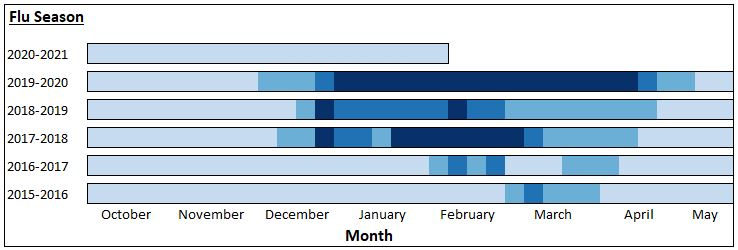 Flu Season
2020-2021
2019-2020
2018-2019
2017-2018
2016-2017
2015-2016
October November December January February March April May
Month